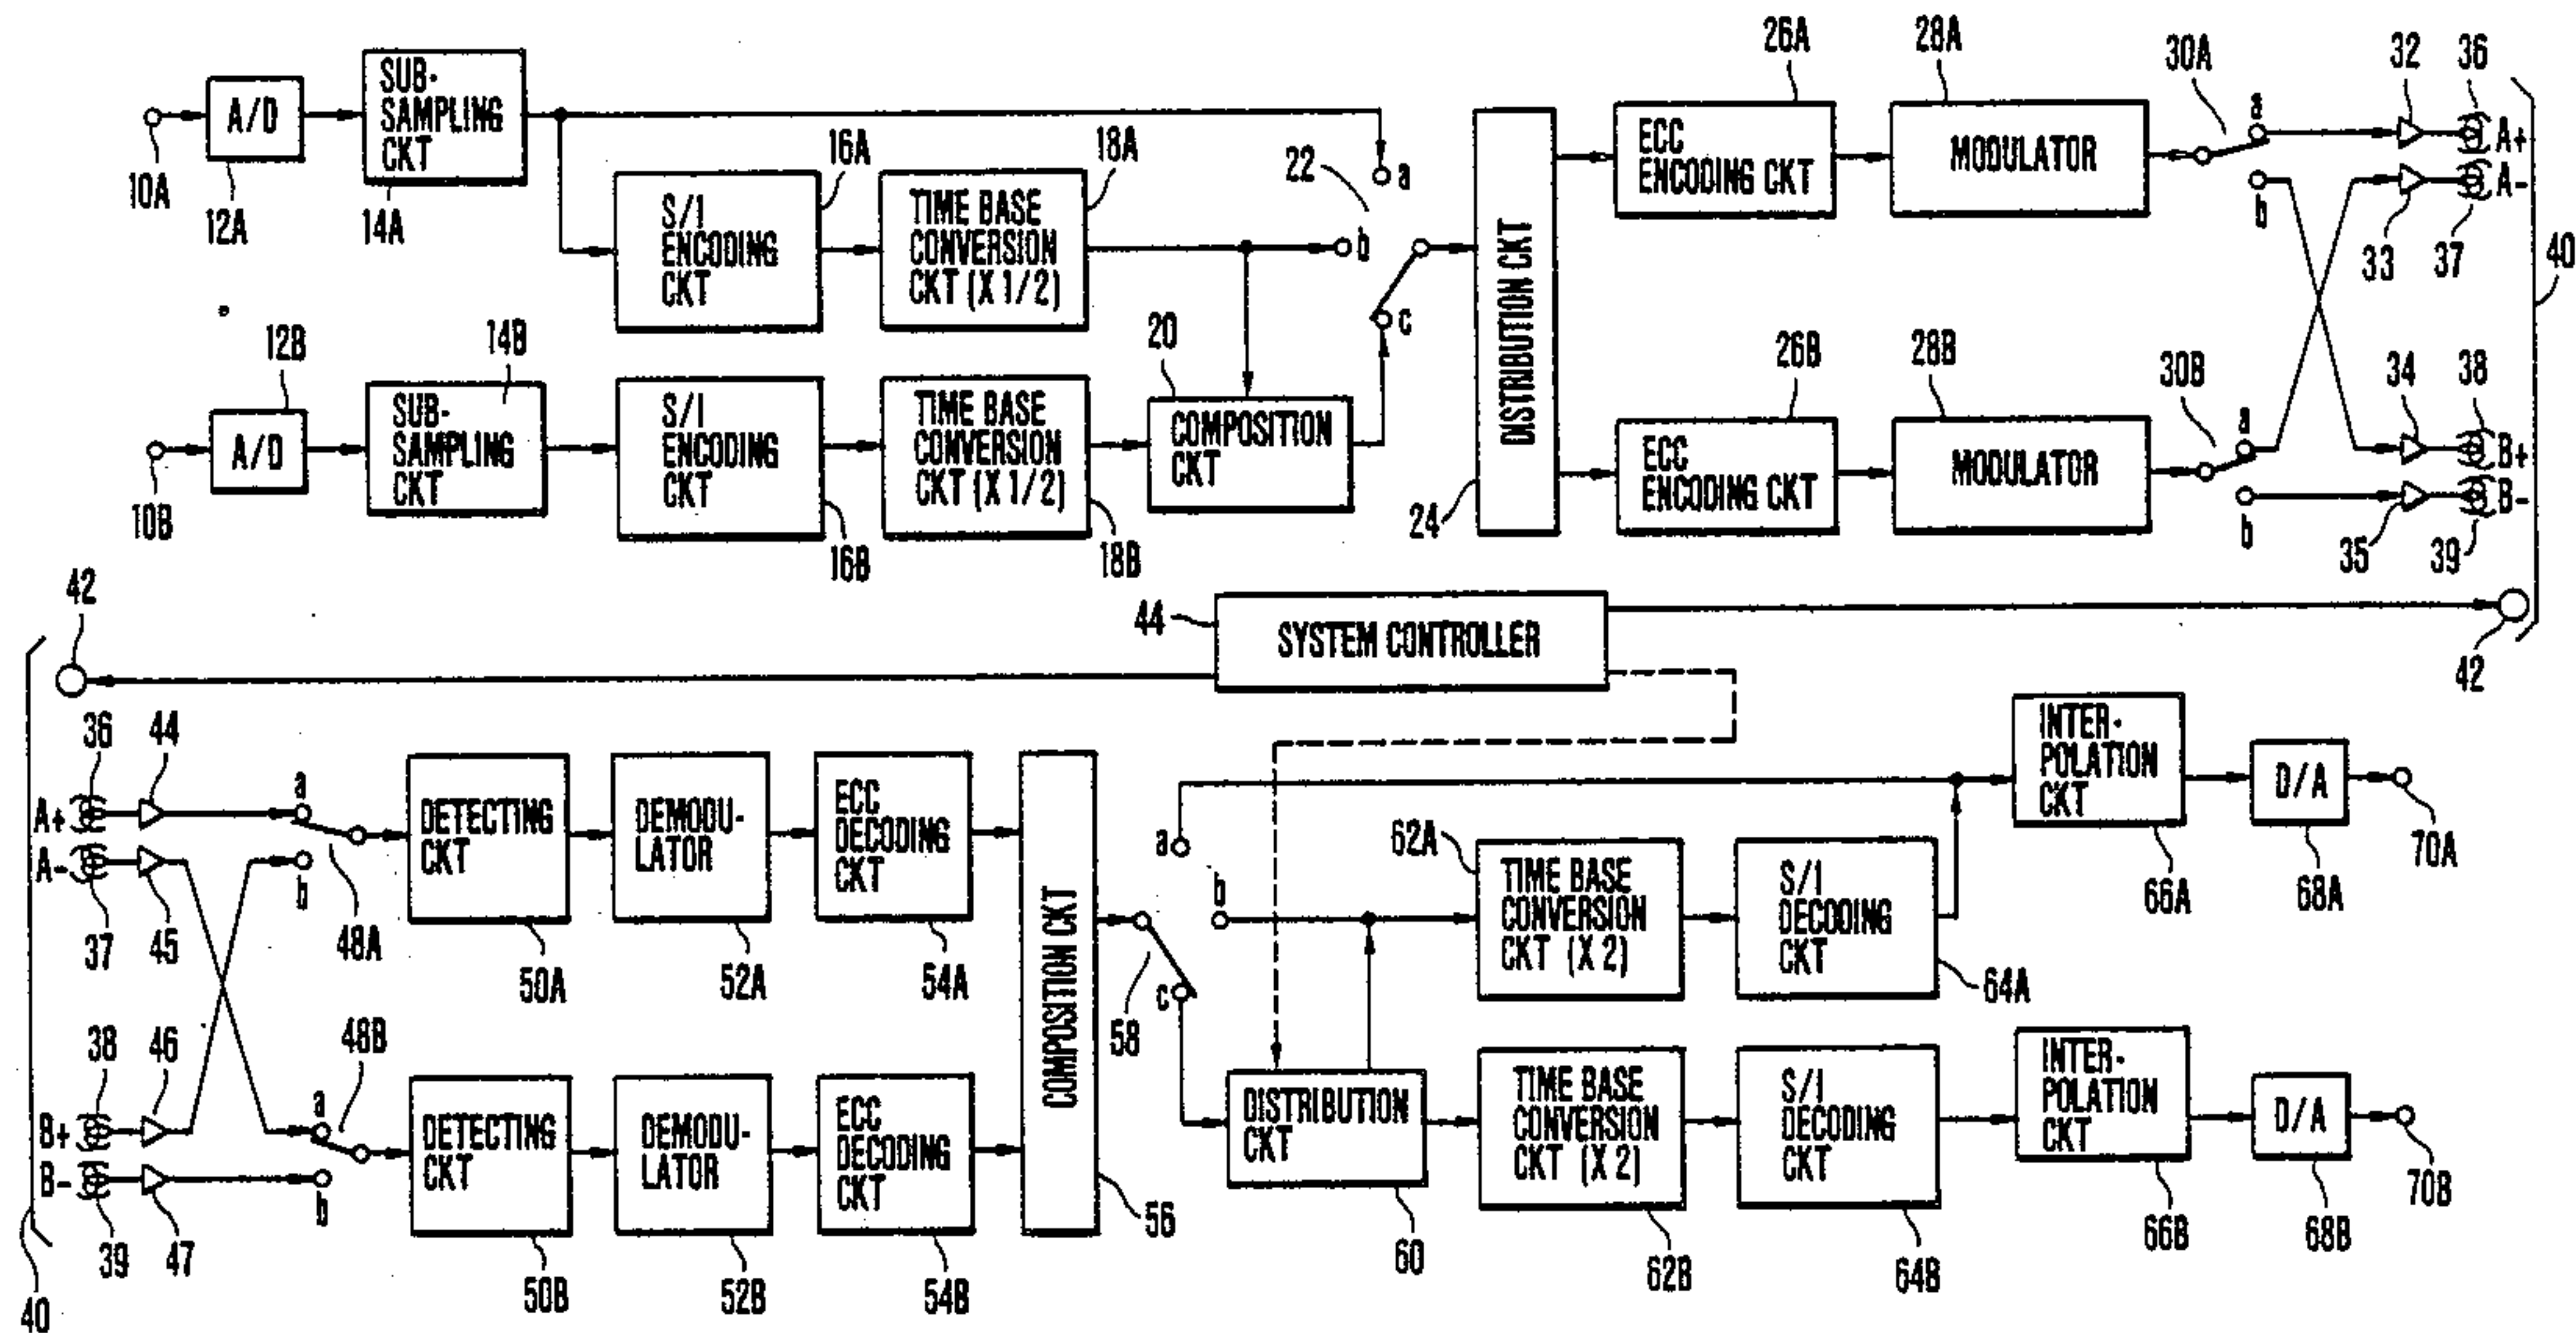 26A
28A
32
36
30A
A/D
SUB-
SAMPLING
CKT
16A
18A
22
a
b
c
a
b
A+
A-
10A
12A
14A
S/I
ENCODING
CKT
TIME BASE
CONVERSION
CKT (X 1/2)
DISTRIBUTION CKT
ECC
ENCODING CKT
MODULATOR
33
37
40
12B
14B
20
26B
28B
30B
34
38
A/D
SUB-
SAMPLING
CKT
S/I
ENCODING
CKT
TIME BASE
CONVERSION
CKT (X 1/2)
COMPOSITION
CKT
ECC
ENCODING CKT
MODULATOR
a
b
B+
B-
10B
16B
18B
24
35
39
42
44
SYSTEM CONTROLLER
42
36
44
A+
A-
a
b
DETECTING
CKT
DEMODU-
LATOR
ECC
DECODING
CKT
COMPOSITION CKT
a
b
c
62A
TIME BASE
CONVERSION
CKT (X 2)
S/I
DECODING
CKT
INTER-
POLATION
CKT
D/A
70A
37
45
48A
50A
52A
54A
58
64A
66A
68A
38
46
48B
B+
B-
a
b
DETECTING
CKT
DEMODU-
LATOR
ECC
DECODING
CKT
DISTRIBUTION
CKT
TIME BASE
CONVERSION
CKT (X 2)
S/I
DECODING
CKT
INTER-
POLATION
CKT
D/A
70B
39
47
40
50B
52B
54B
56
60
62B
64B
66B
68B